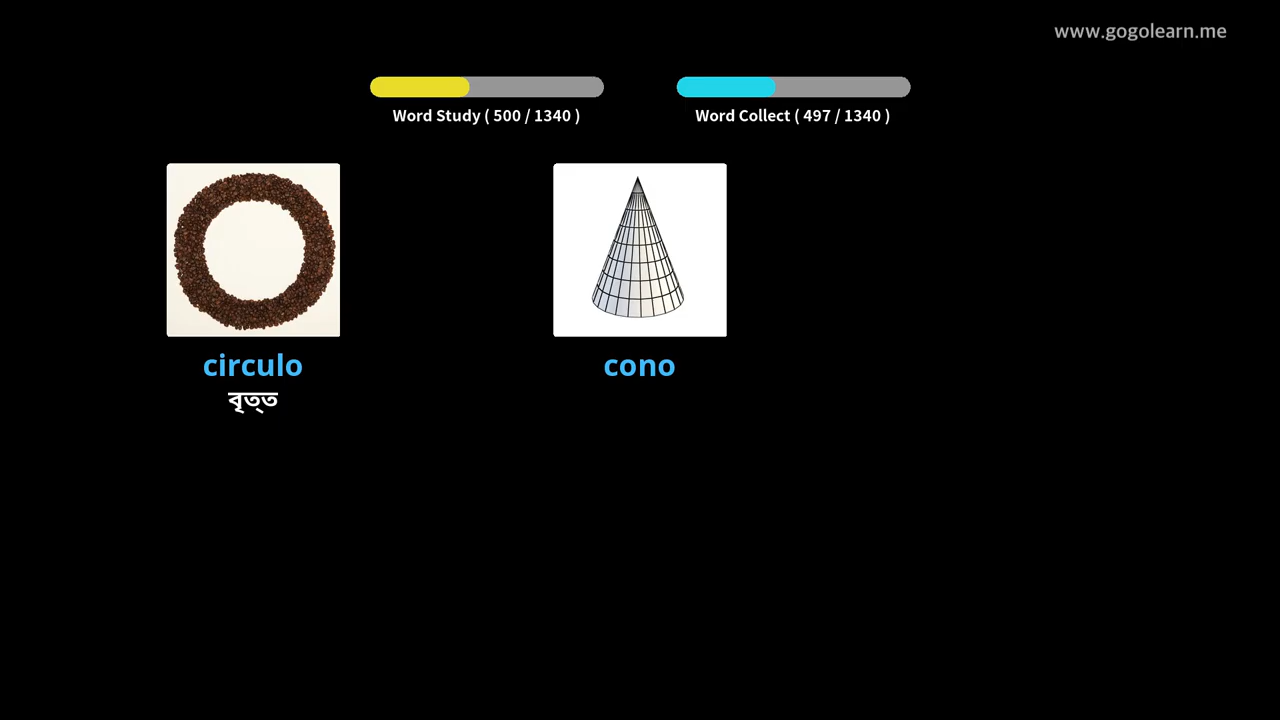 www.gogolearn.me
Word Study ( 500 / 1340 )
Word Collect ( 497 / 1340 )
circulo
cono
বৃত্ত